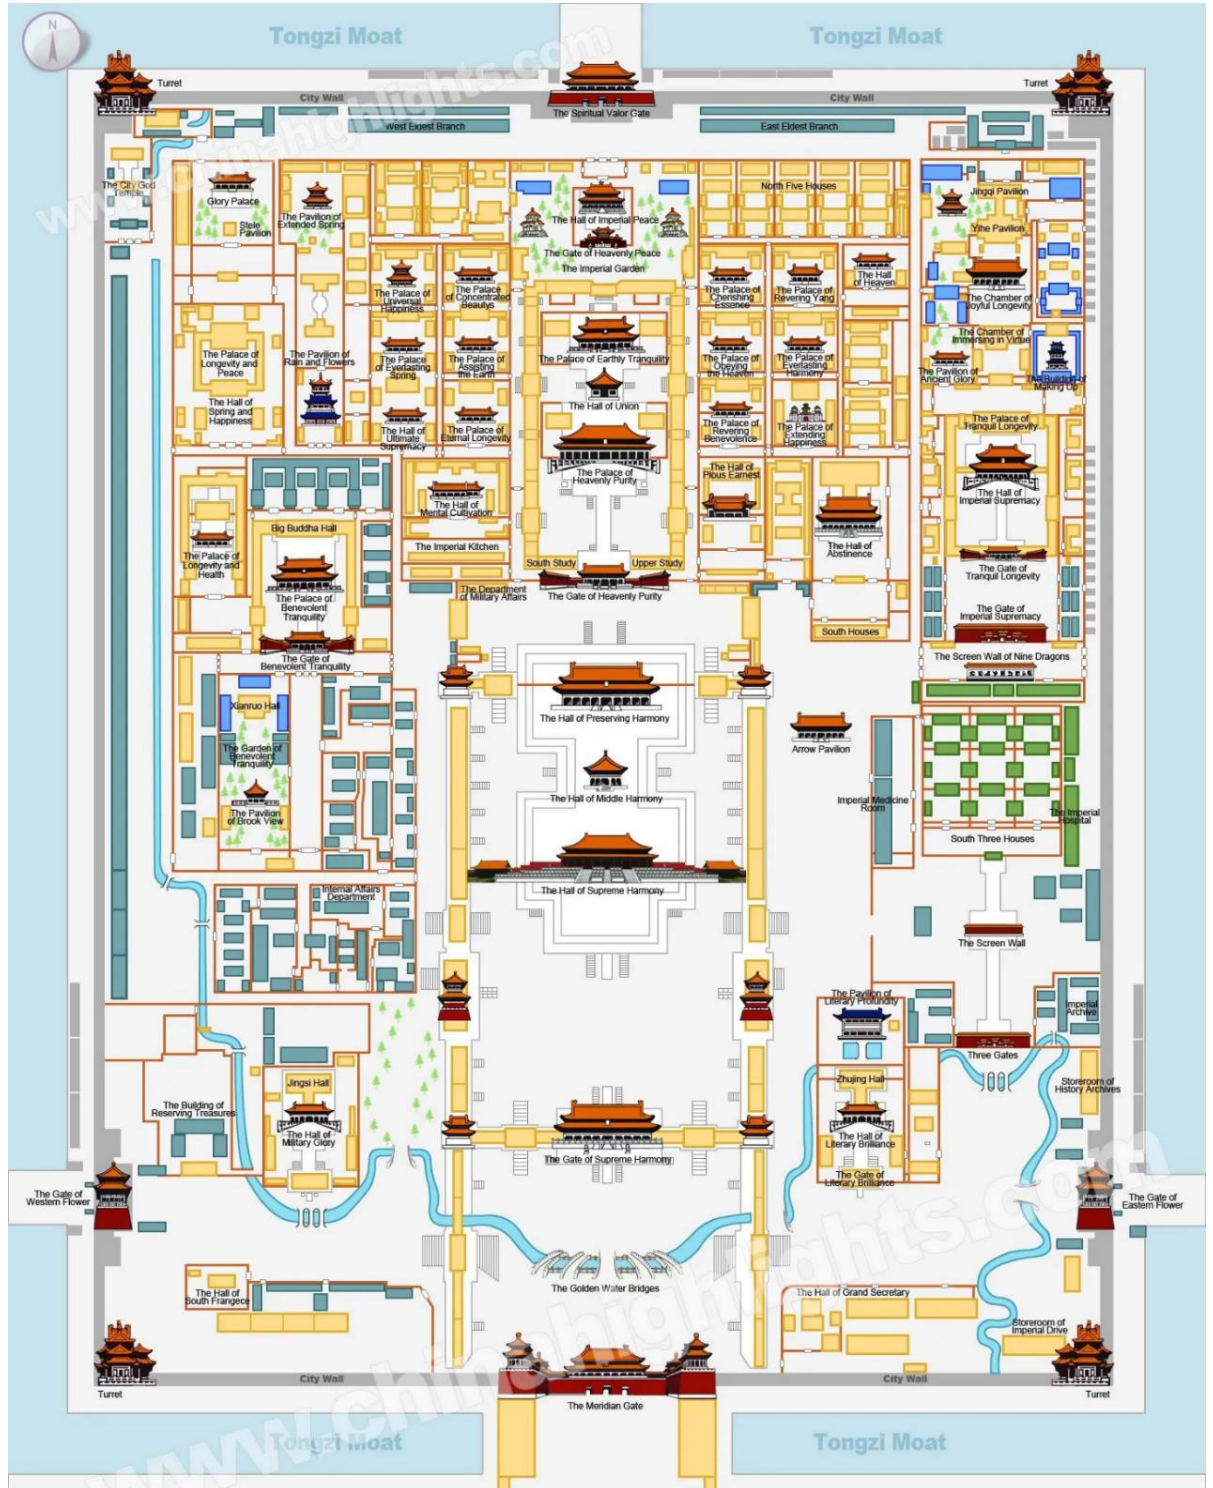 N
Tongzi Moat
Tongzi Moat
Turret
Turret
City Wall
City Wall
The Spiritual Valor Gate
West Exiest Branch
East Eldest Branch
www.chinahighlights.com
The City God
Temple
Glory Palace
Stele
Pavilion
The Pavilion of
Extended Spring
The Hall of Imperial Peace
The Gate of Heavenly Peace
The Imperial Garden
North Five Houses
Jingqi Pavilion
Yihe Pavilion
The Palace of
Universal
Happiness
The Palace
of Concentrated
Beautys
The Palace of
Cherishing
Essence
The Palace of
Revering Yang
The Hall
of Heaven
The Chamber of
Joyful Longevity
The Palace of
Longevity and
Peace
The Pavilion of
Rain and Flowers
The Palace
of Everlasting
Spring
The Palace of
Assisting
the Earth
The Palace of Earthly Tranquility
The Palace of
Obeying
the Heaven
The Palace of
Everlasting
Harmony
The Chamber of
Immersing in Virtue
The Pavilion of
Ancient Glory
The Building of
Making Up
The Hall of
Spring and
Happiness
The Hall of
Ultimate
Supremacy
The Palace of
Eternal Longevity
The Hall of Union
The Palace of
Revering
Benevolence
The Palace of
Extending
Happiness
The Palace of
Tranquil Longevity
The Palace of
Heavenly Purity
The Hall of
Pious Earnest
The Hall of
Imperial Supremacy
The Hall of
Mental Cultivation
Big Buddha Hall
The Imperial Kitchen
The Hall of
Abstinence
The Palace of
Longevity and
Health
South Study
Upper Study
The Gate of
Tranquil Longevity
The Palace of
Benevolent
Tranquility
The Department
of Military Affairs
The Gate of Heavenly Purity
The Gate of
Imperial Supremacy
South Houses
The Gate of
Benevolent Tranquility
The Screen Wall of Nine Dragons
Xianruo Hall
The Hall of Preserving Harmony
The Garden of
Benevolent
Tranquility
Arrow Pavilion
The Pavilion
of Brook View
The Hall of Middle Harmony
Imperial Medicine
Room
The Imperial
Hospital
South Three Houses
Internal Affairs
Department
The Hall of Supreme Harmony
The Screen Wall
The Pavilion of
Literary Profundity
Imperial
Archive
Three Gates
Jingsi Hall
Zhujing Hall
Storeroom of
History Archives
The Building of
Reserving Treasures
The Hall of
Military Glory
The Gate of Supreme Harmony
The Hall of
Literary Brilliance
The Gate of
Literary Brilliance
The Gate of
Western Flower
The Gate of
Eastern Flower
The Golden Water Bridges
The Hall of
South Frangece
The Hall of Grand Secretary
Storeroom of
Imperial Drive
Turret
City Wall
City Wall
Turret
The Meridian Gate
Tongzi Moat
Tongzi Moat
www.chinahighlights.com